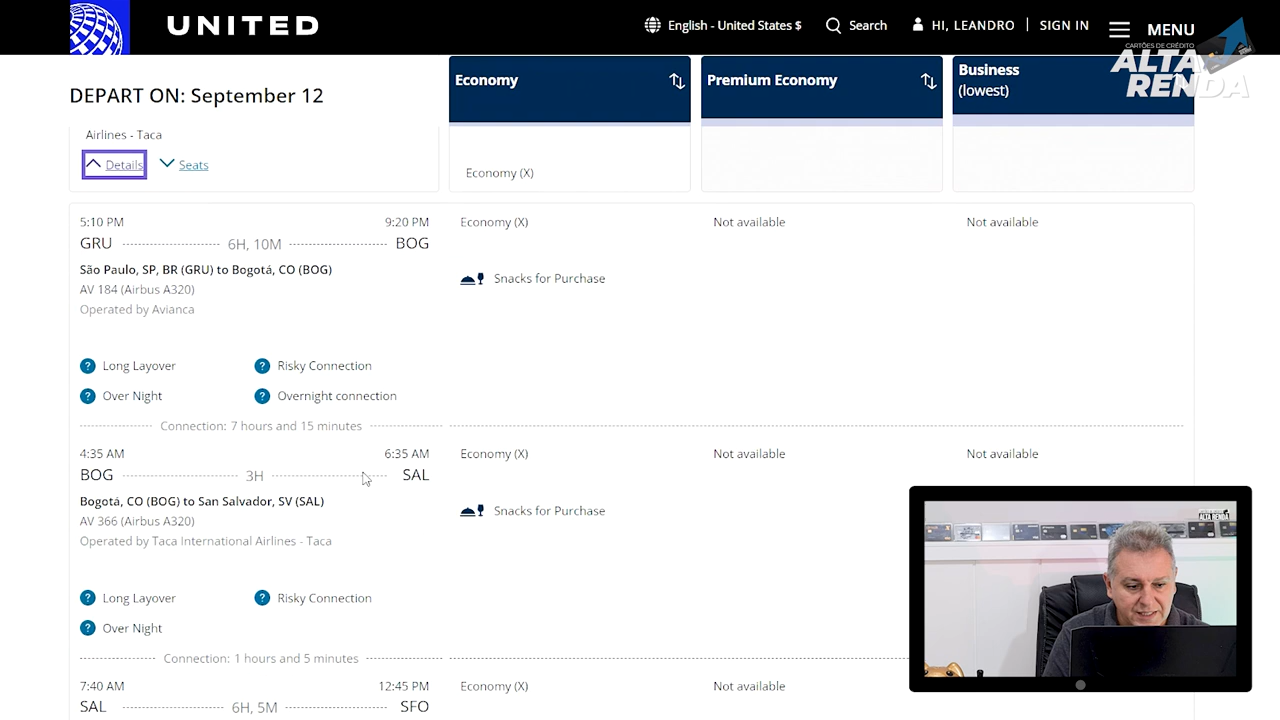 UNITED
English - United States $
Search
HI, LEANDRO
SIGN IN
MENU
CARTÕES DE CRÉDITO
ALTA
RENDA
DEPART ON: September 12
Economy
Premium Economy
Business
(lowest)
Airlines - Taca
Details
Seats
Economy (X)
5:10 PM
9:20 PM
Economy (X)
Not available
Not available
GRU
6H, 10M
BOG
São Paulo, SP, BR (GRU) to Bogotá, CO (BOG)
Snacks for Purchase
AV 184 (Airbus A320)
Operated by Avianca
? Long Layover
? Risky Connection
? Over Night
? Overnight connection
Connection: 7 hours and 15 minutes
4:35 AM
6:35 AM
Economy (X)
Not available
Not available
BOG
3H
SAL
Bogotá, CO (BOG) to San Salvador, SV (SAL)
Snacks for Purchase
AV 366 (Airbus A320)
Operated by Taca International Airlines - Taca
? Long Layover
? Risky Connection
? Over Night
Connection: 1 hours and 5 minutes
7:40 AM
12:45 PM
Economy (X)
Not available
SAL
6H, 5M
SFO
ALTA RENDA